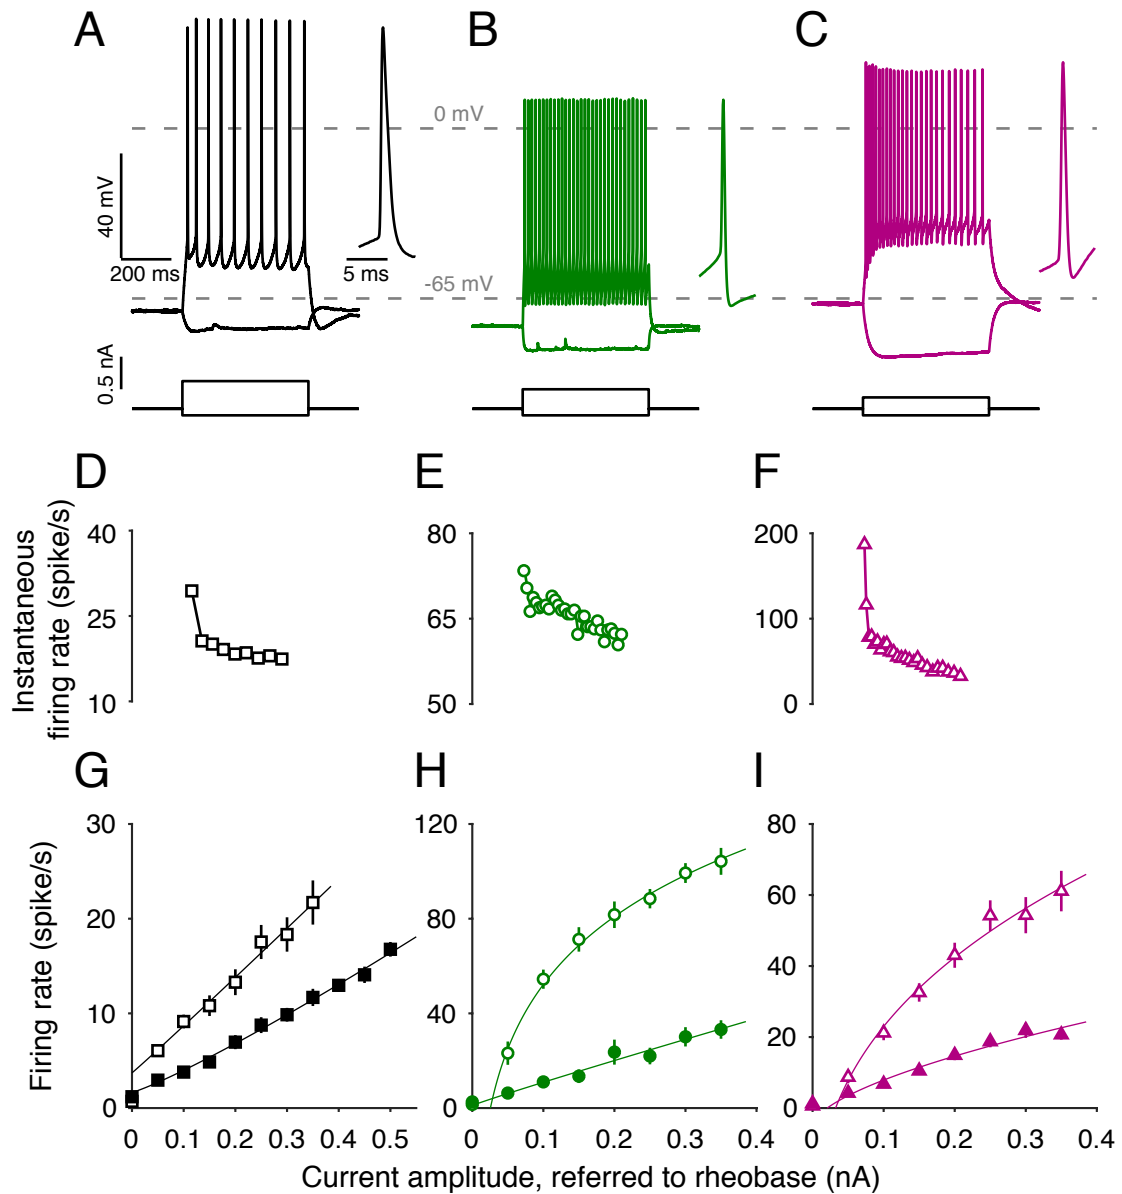 A
B
C
0 mV
40 mV
200 ms
5 ms
-65 mV
0.5 nA
D
E
F
Instantaneous
firing rate (spike/s)
40
25
10
80
65
50
200
100
0
G
H
I
Firing rate (spike/s)
30
20
10
0
120
80
40
0
80
60
40
20
0
0 0.1 0.2 0.3 0.4 0.5
0 0.1 0.2 0.3 0.4
0 0.1 0.2 0.3 0.4
Current amplitude, referred to rheobase (nA)